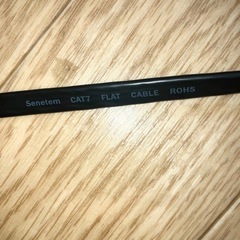 Senetem CAT7 FLAT CABLE ROHS